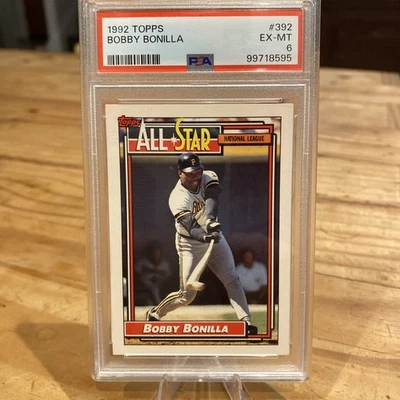 1992 TOPPS #392
BOBBY BONILLA EX-MT
PSA 6
99718595
Topps
ALL STAR
NATIONAL LEAGUE
P
BOBBY BONILLA